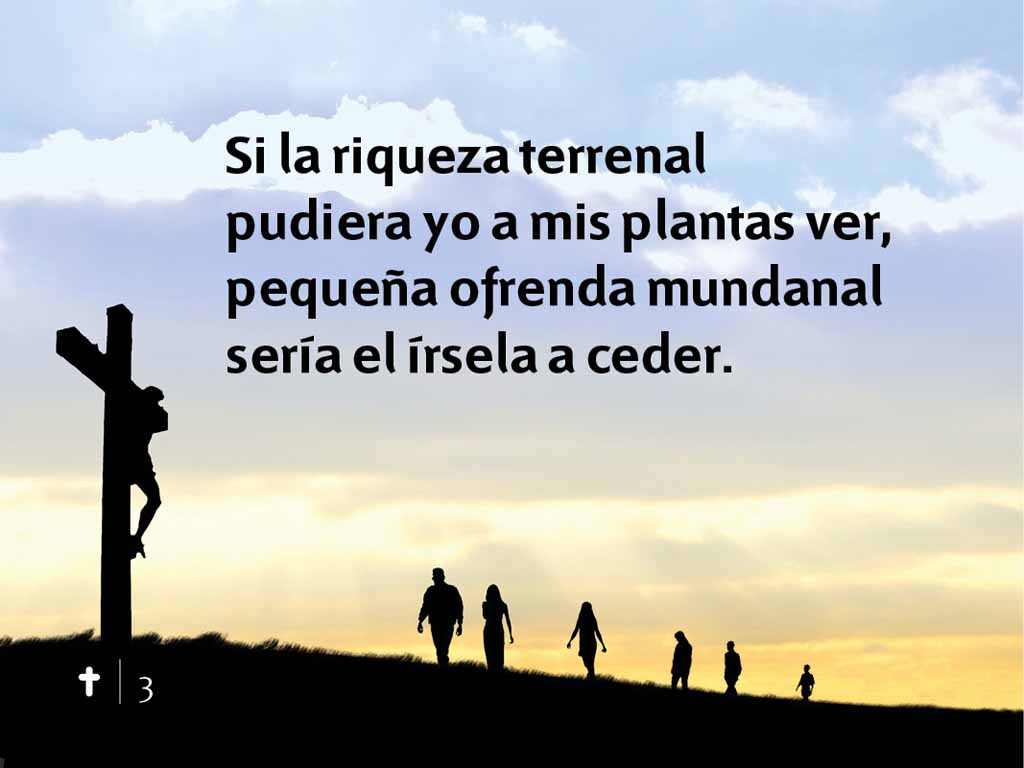 Si la riqueza terrenal
pudiera yo a mis plantas ver,
pequeña ofrenda mundanal
sería el írsela a ceder.
3